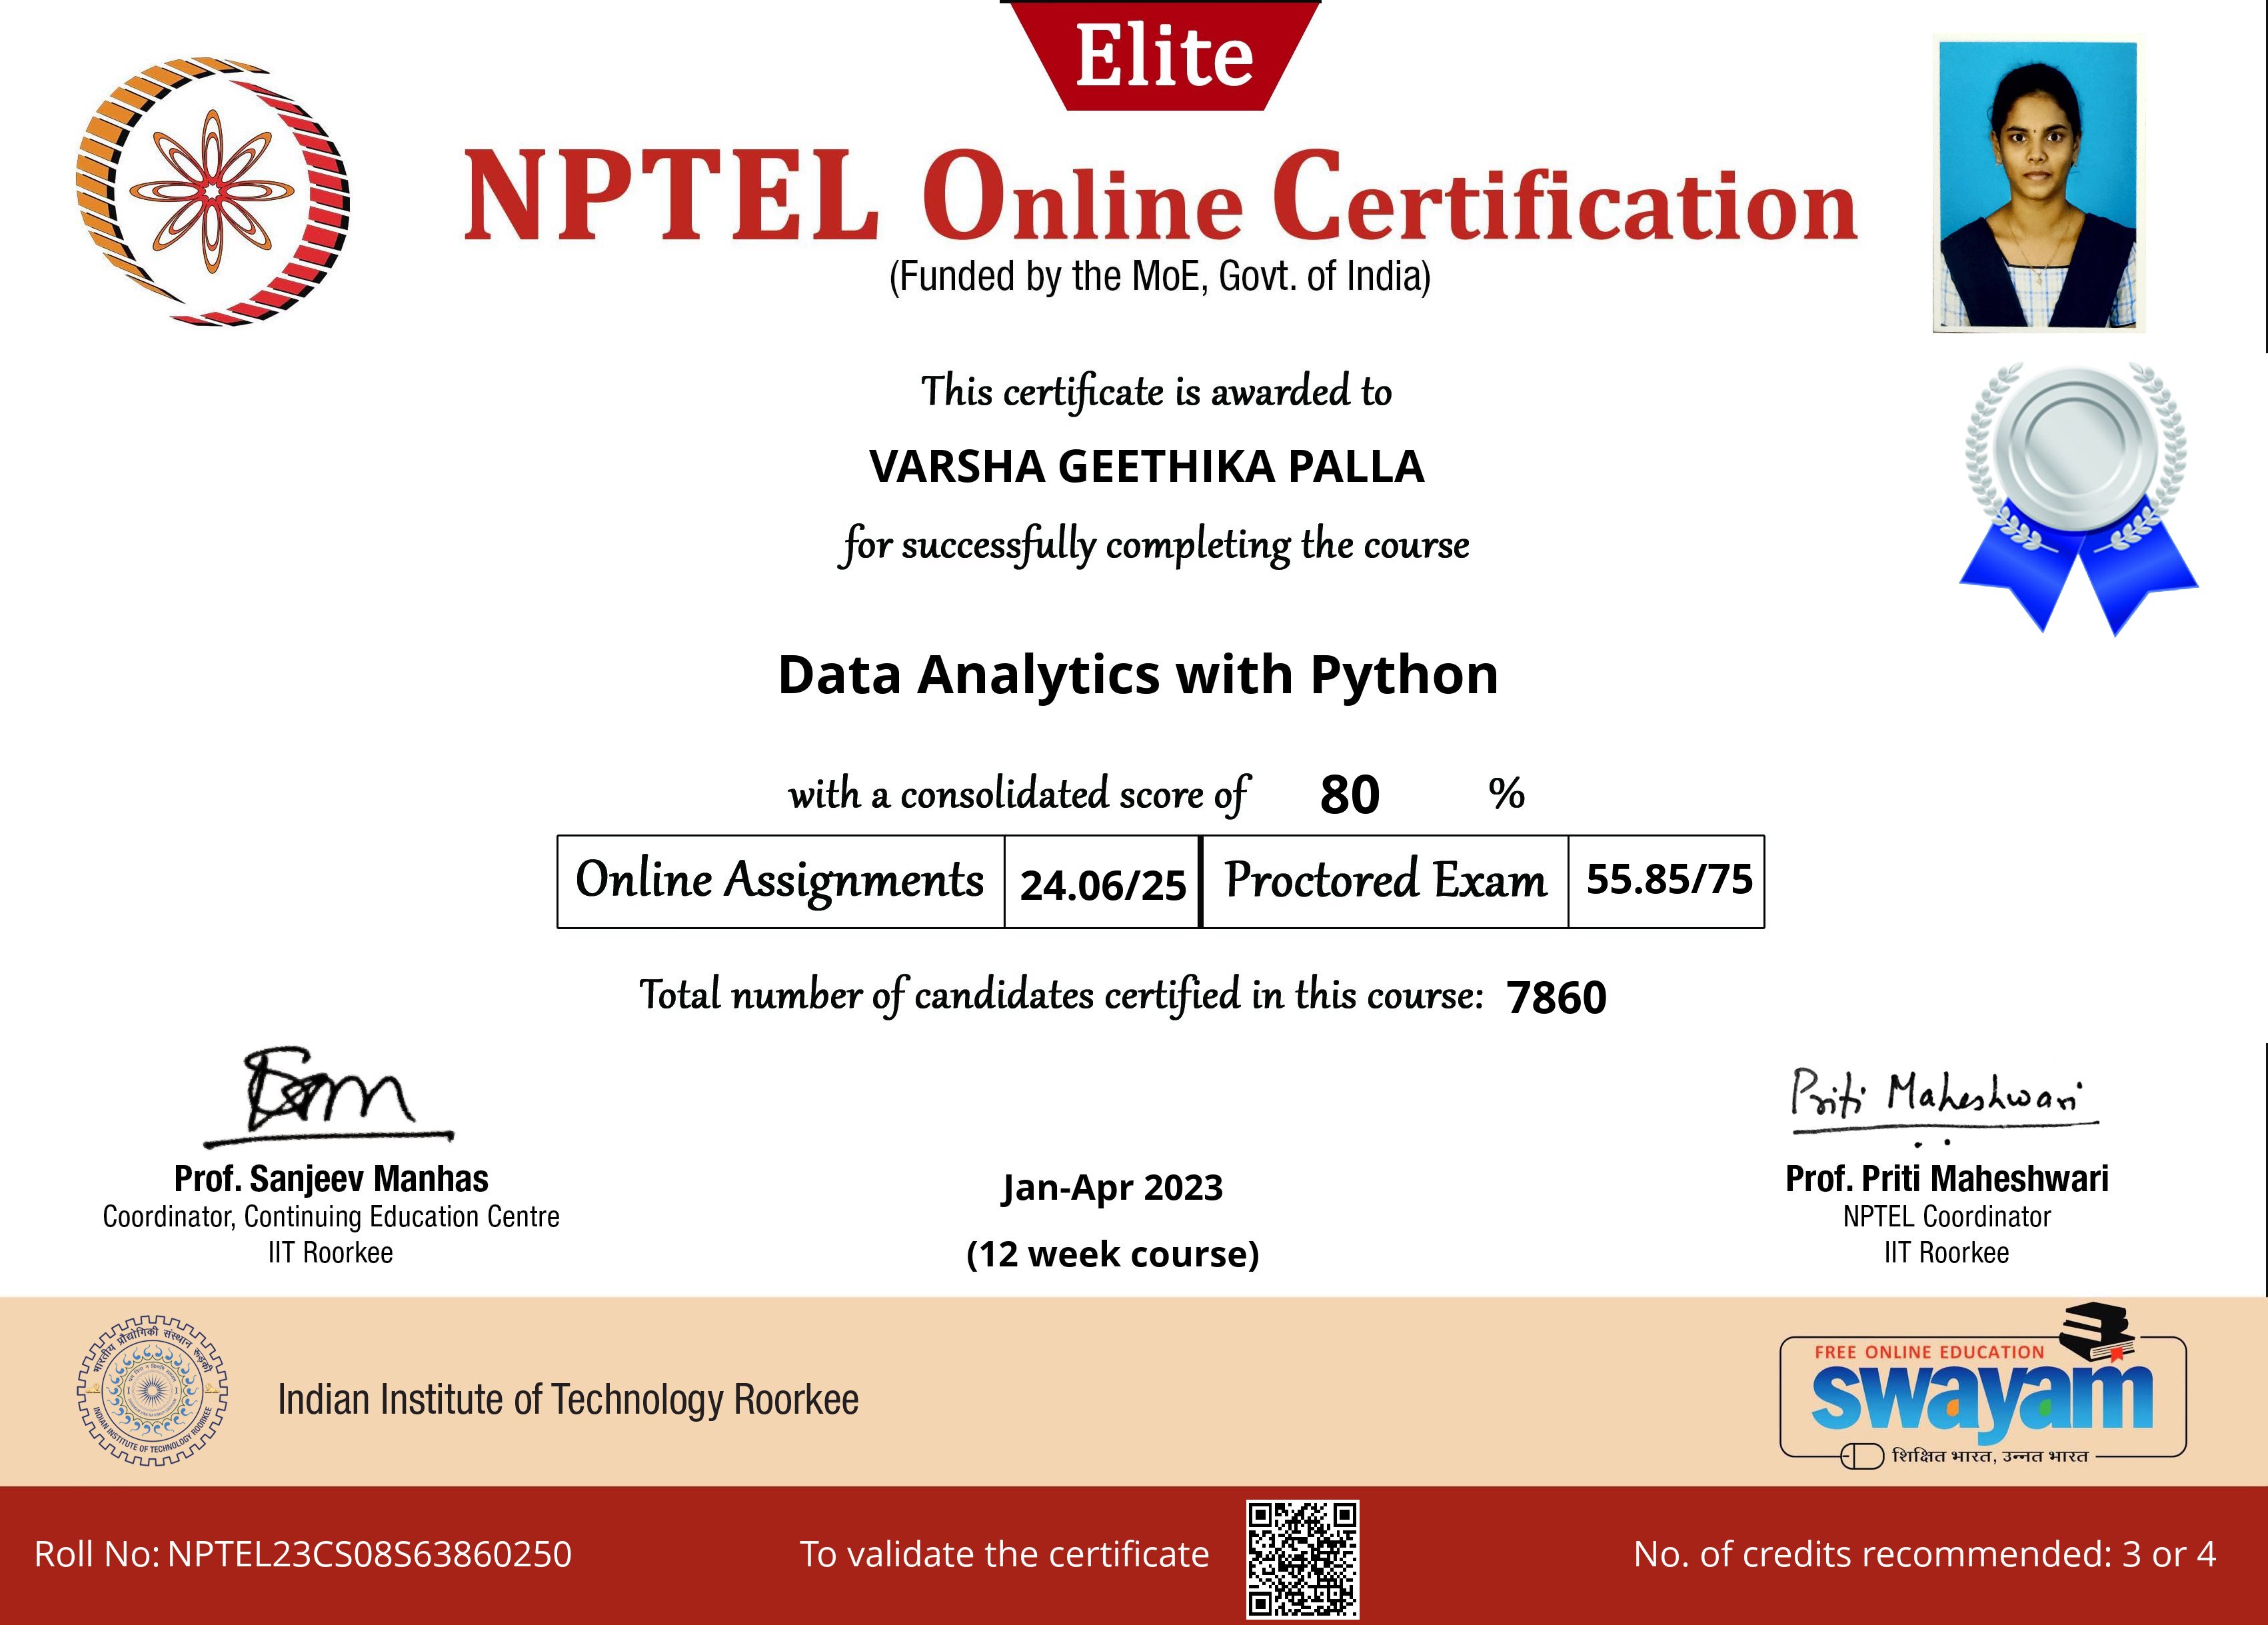 Elite
NPTEL Online Certification
(Funded by the MoE, Govt. of India)
This certificate is awarded to
VARSHA GEETHIKA PALLA
for successfully completing the course
Data Analytics with Python
with a consolidated score of 80 %
Online Assignments 24.06/25 Proctored Exam 55.85/75
Total number of candidates certified in this course: 7860
Priti Maheshwari
Prof. Sanjeev Manhas
Coordinator, Continuing Education Centre
IIT Roorkee
Jan-Apr 2023
(12 week course)
Prof. Priti Maheshwari
NPTEL Coordinator
IIT Roorkee
भारतीय प्रौद्योगिकी संस्थान रूड़की
INDIAN INSTITUTE OF TECHNOLOGY ROORKEE
Indian Institute of Technology Roorkee
FREE ONLINE EDUCATION
swayam
शिक्षित भारत, उन्नत भारत
Roll No: NPTEL23CS08S63860250
To validate the certificate
No. of credits recommended: 3 or 4